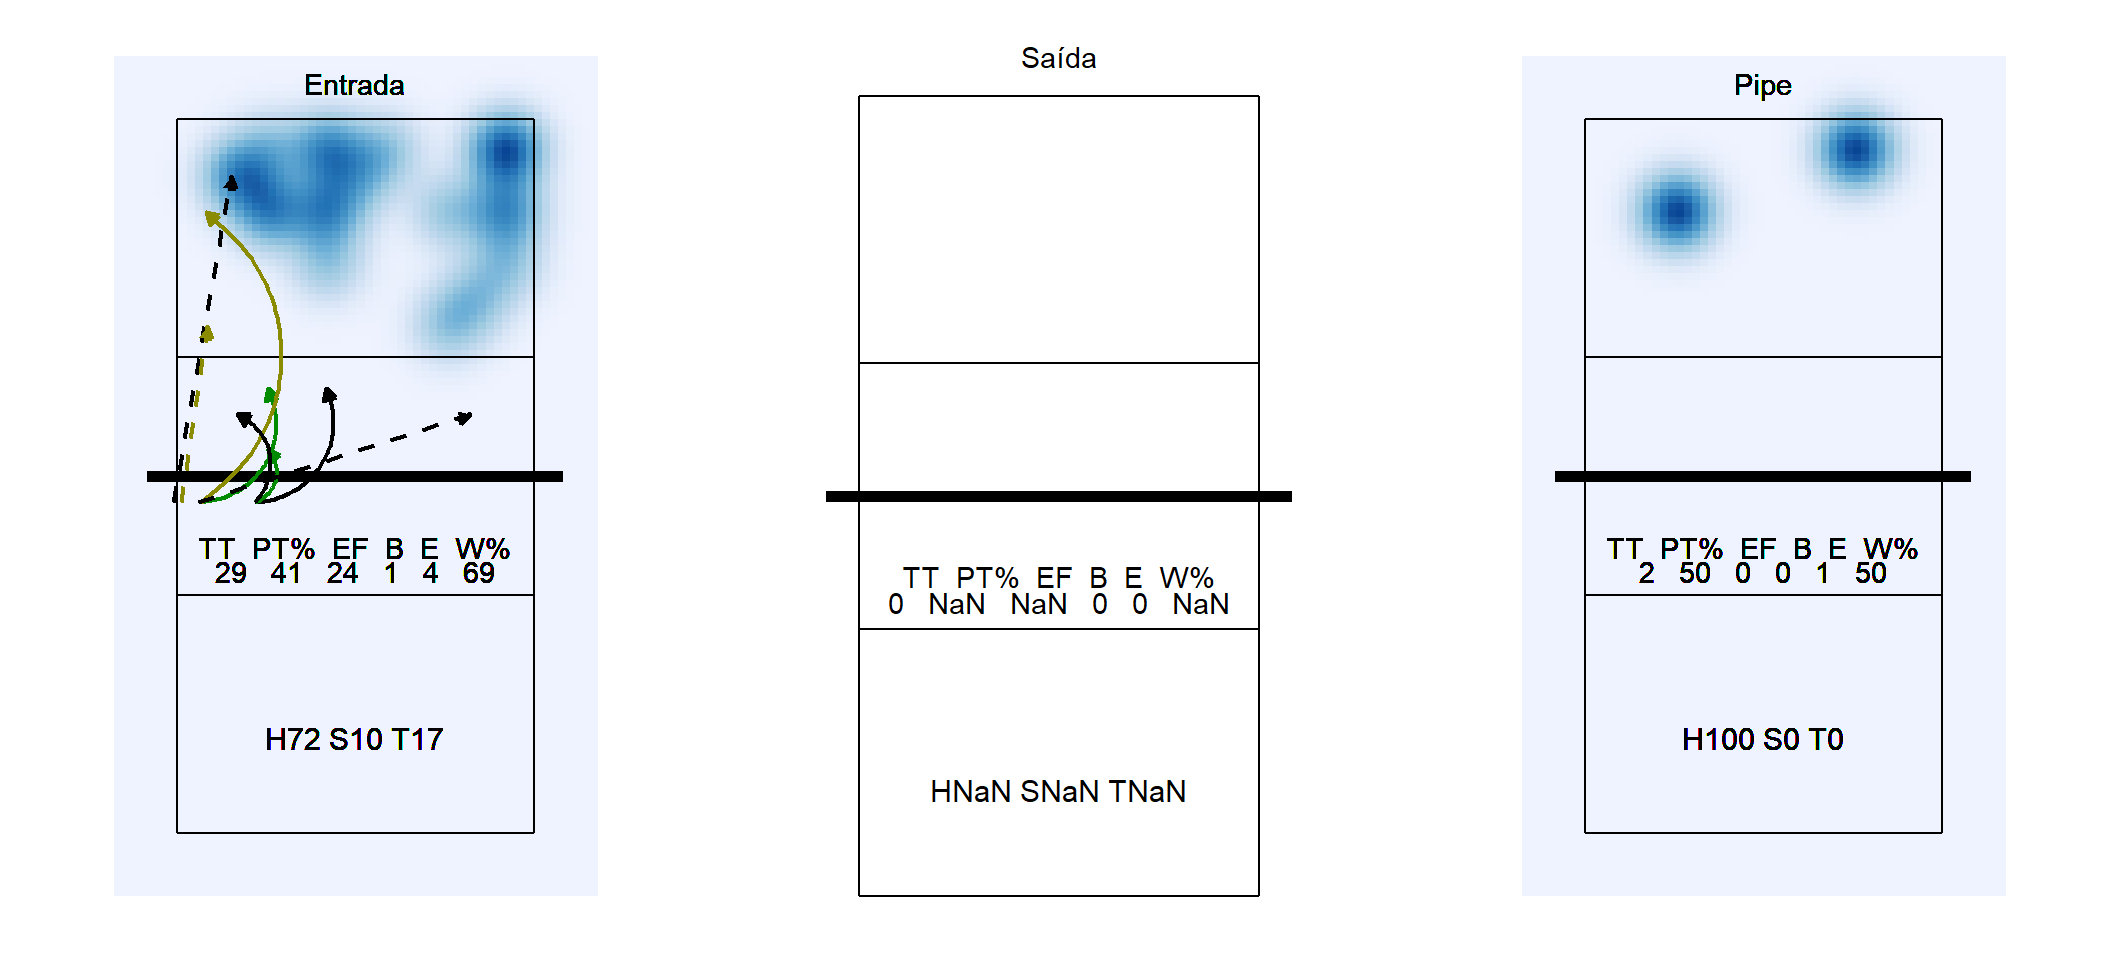 Entrada
TT PT% EF B E W%
29 41 24 1 4 69
H72 S10 T17
Saída
TT PT% EF B E W%
0 NaN NaN 0 0 NaN
HNaN SNaN TNaN
Pipe
TT PT% EF B E W%
2 50 0 0 1 50
H100 S0 T0